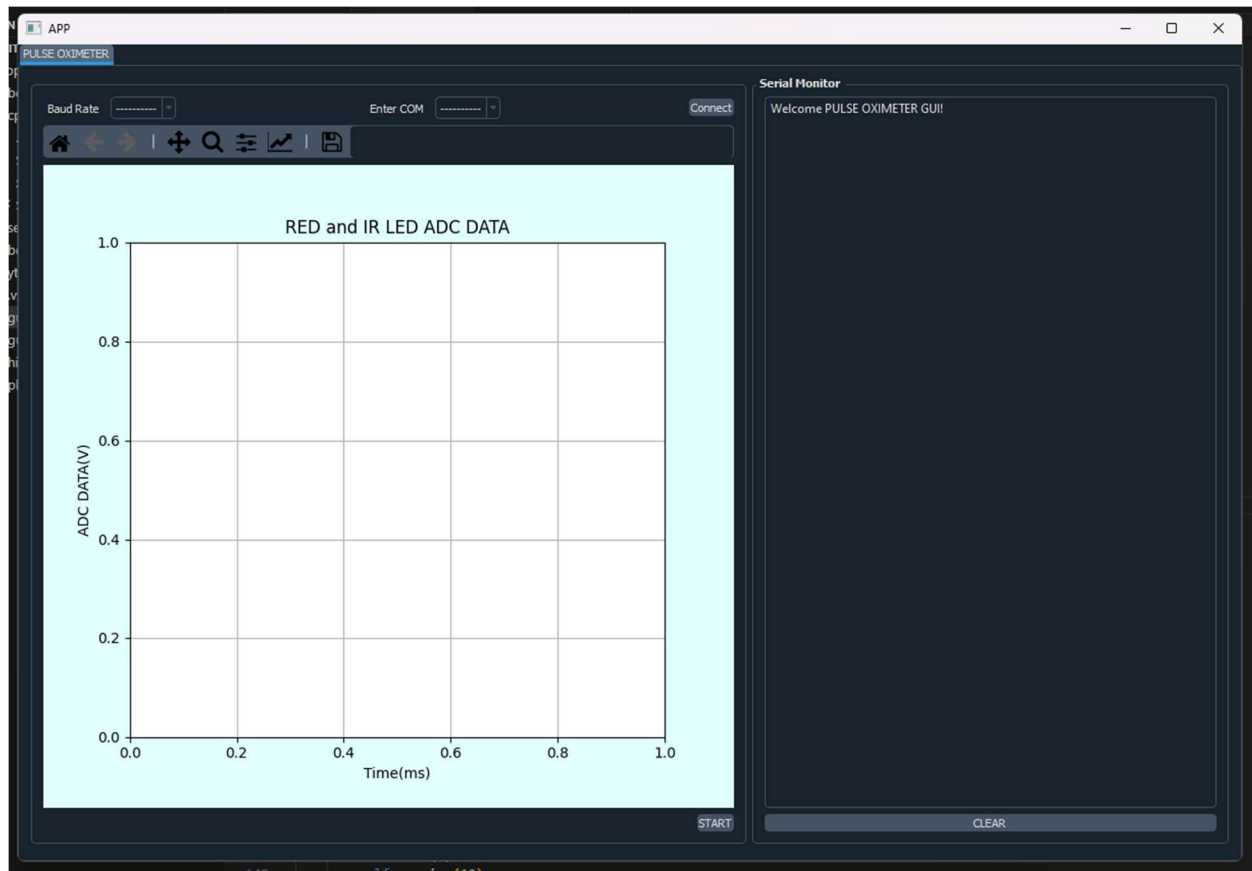 APP
PULSE OXIMETER
Baud Rate ----------
Enter COM ----------
Connect
RED and IR LED ADC DATA
1.0
0.8
0.6
0.4
0.2
0.0
ADC DATA(V)
0.0 0.2 0.4 0.6 0.8 1.0
Time(ms)
START
Serial Monitor
Welcome PULSE OXIMETER GUI!
CLEAR